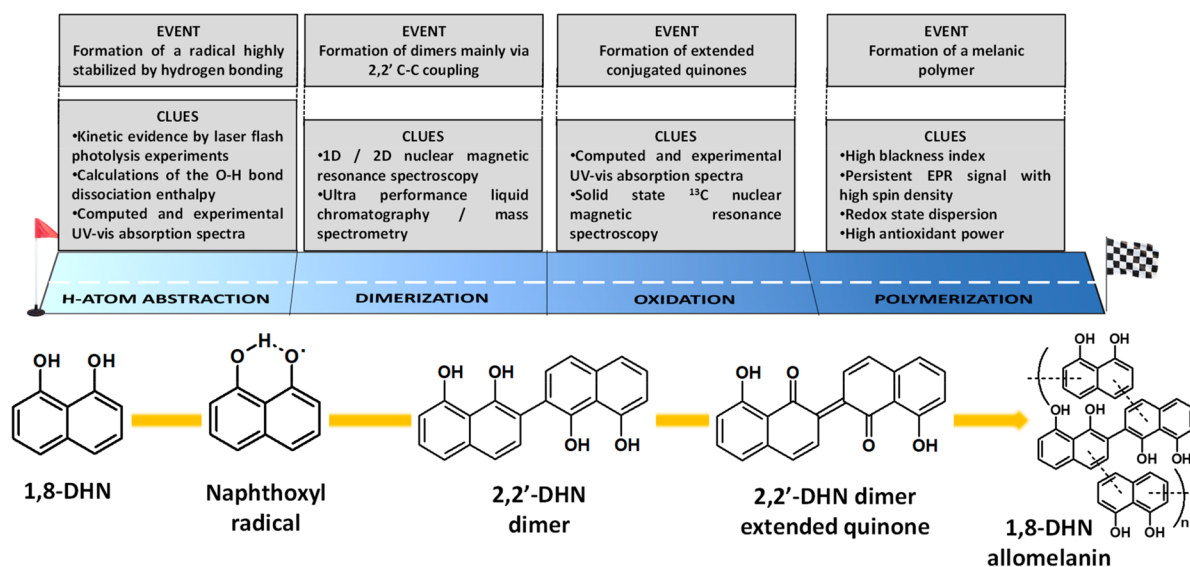 EVENT
Formation of a radical highly
stabilized by hydrogen bonding
EVENT
Formation of dimers mainly via
2,2’ C-C coupling
EVENT
Formation of extended
conjugated quinones
EVENT
Formation of a melanic
polymer
CLUES
•Kinetic evidence by laser flash
photolysis experiments
•Calculations of the O-H bond
dissociation enthalpy
•Computed and experimental
UV-vis absorption spectra
CLUES
•1D / 2D nuclear magnetic
resonance spectroscopy
•Ultra performance liquid
chromatography / mass
spectrometry
CLUES
•Computed and experimental
UV-vis absorption spectra
•Solid state ¹³C nuclear
magnetic resonance
spectroscopy
CLUES
•High blackness index
•Persistent EPR signal with
high spin density
•Redox state dispersion
•High antioxidant power
H-ATOM ABSTRACTION
DIMERIZATION
OXIDATION
POLYMERIZATION
OH OH
O H O·
OH OH
OH OH
OH O
O OH
OH OH
OH OH
OH OH
OH OH
n
1,8-DHN
Naphthoxyl
radical
2,2’-DHN
dimer
2,2’-DHN dimer
extended quinone
1,8-DHN
allomelanin